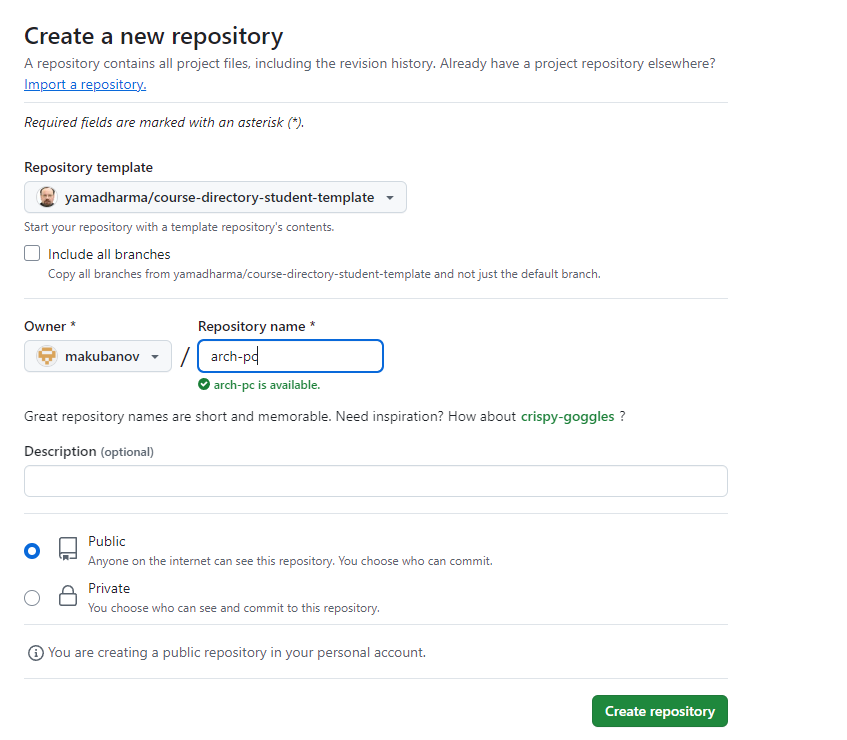 Create a new repository
A repository contains all project files, including the revision history. Already have a project repository elsewhere?
Import a repository.
Required fields are marked with an asterisk (*).
Repository template
yamadharma/course-directory-student-template
Start your repository with a template repository's contents.
Include all branches
Copy all branches from yamadharma/course-directory-student-template and not just the default branch.
Owner * Repository name *
makubanov / arch-pc
arch-pc is available.
Great repository names are short and memorable. Need inspiration? How about crispy-goggles ?
Description (optional)
Public
Anyone on the internet can see this repository. You choose who can commit.
Private
You choose who can see and commit to this repository.
You are creating a public repository in your personal account.
Create repository